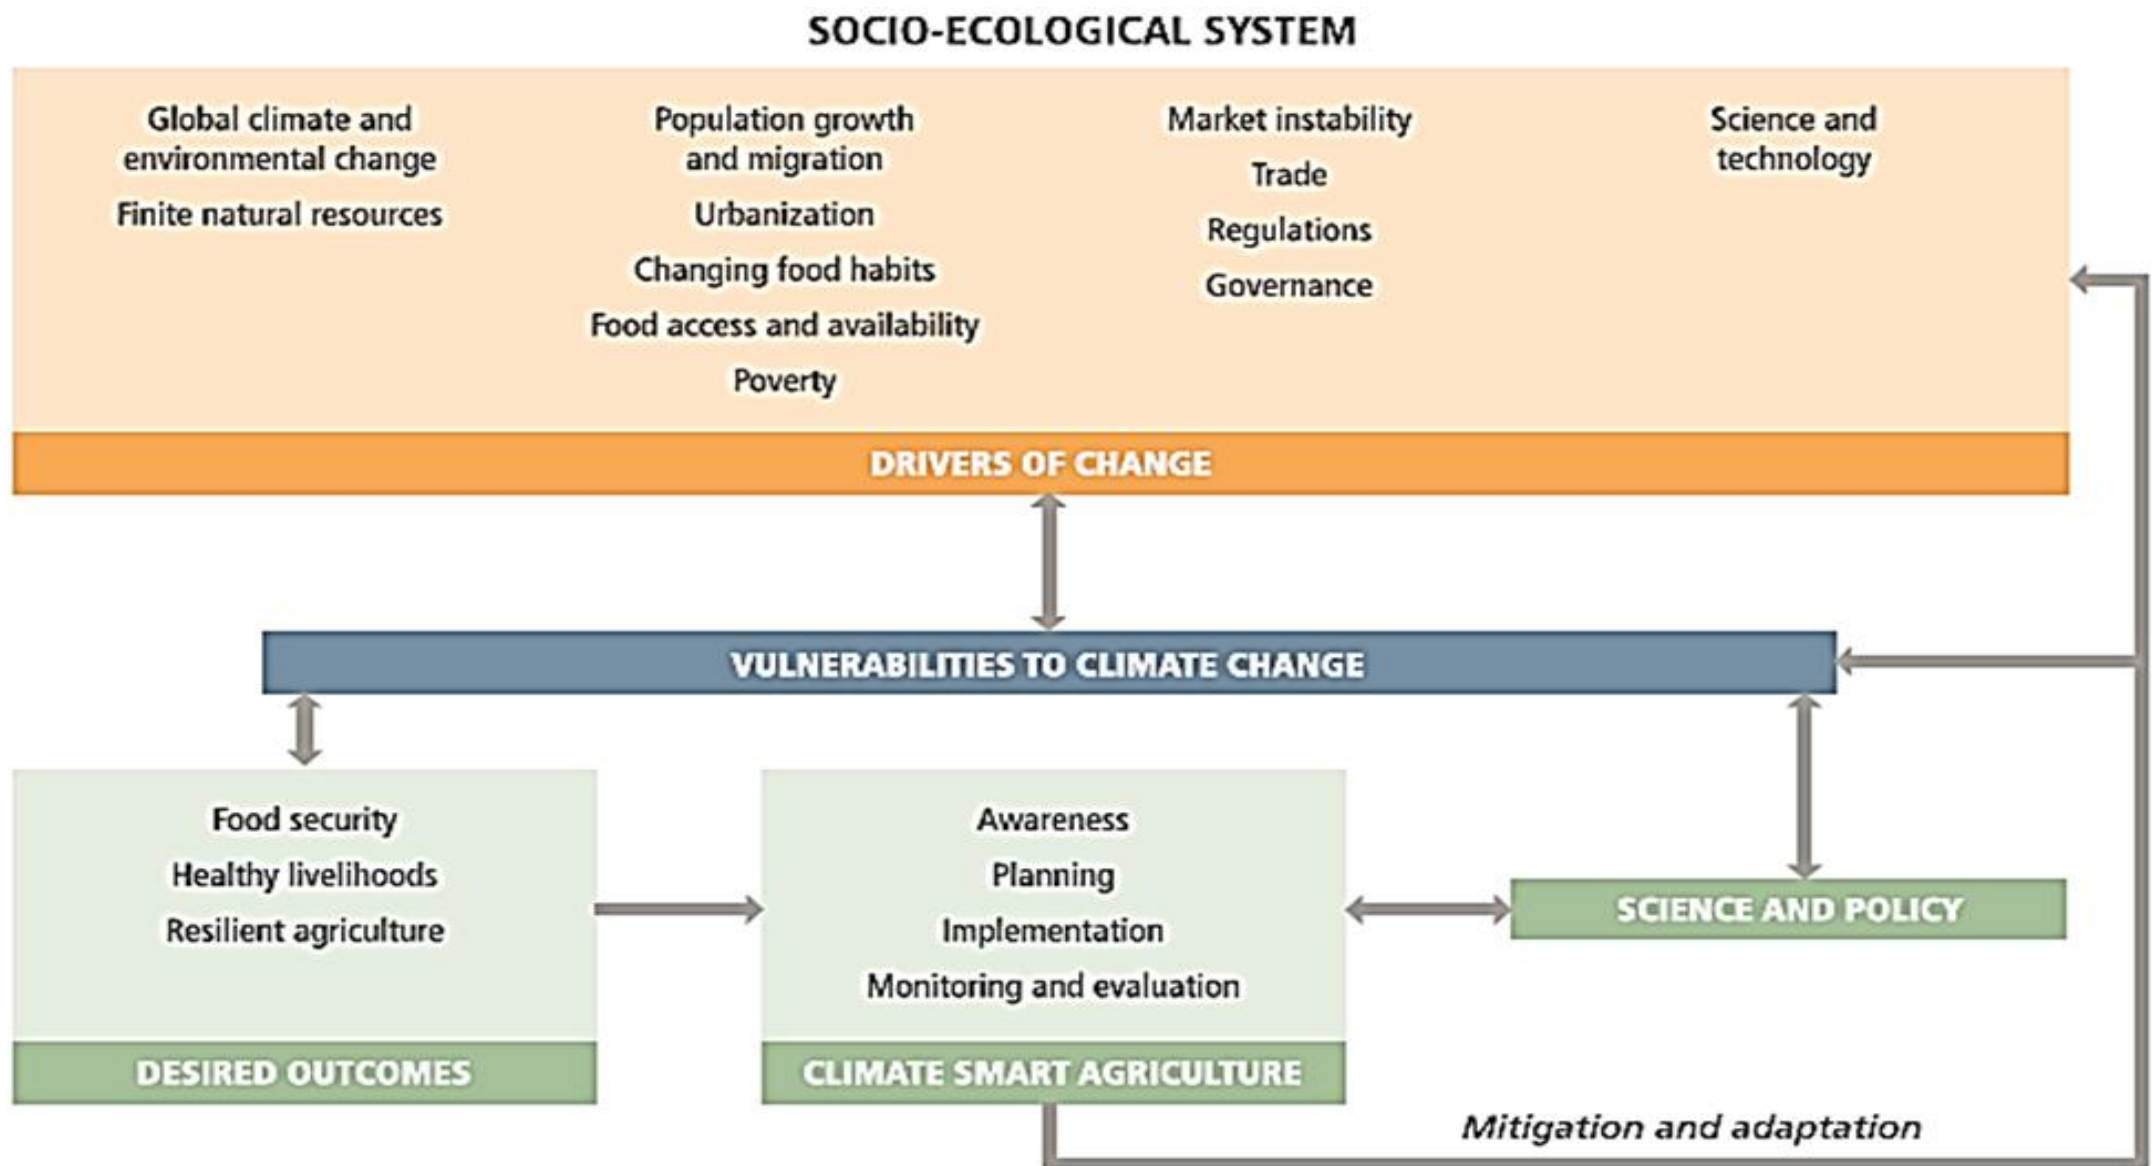 SOCIO-ECOLOGICAL SYSTEM
Global climate and
environmental change
Finite natural resources
Population growth
and migration
Urbanization
Changing food habits
Food access and availability
Poverty
Market instability
Trade
Regulations
Governance
Science and
technology
DRIVERS OF CHANGE
VULNERABILITIES TO CLIMATE CHANGE
Food security
Healthy livelihoods
Resilient agriculture
DESIRED OUTCOMES
Awareness
Planning
Implementation
Monitoring and evaluation
CLIMATE SMART AGRICULTURE
SCIENCE AND POLICY
Mitigation and adaptation